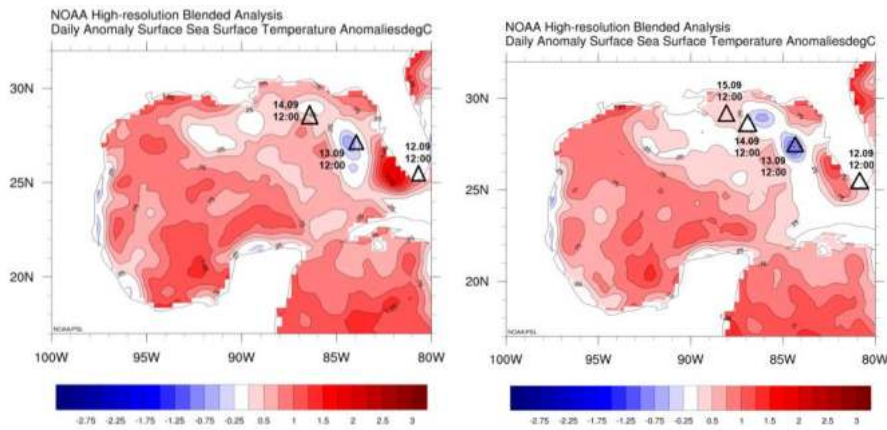 NOAA High-resolution Blended Analysis
Daily Anomaly Surface Sea Surface Temperature AnomaliesdegC
30N
25N
20N
14.09
12:00
13.09
12:00
12.09
12:00
NOAA/PSL
100W 95W 90W 85W 80W
-2.75 -2.25 -1.75 -1.25 -0.75 -0.25 0.5 1 1.5 2 2.5 3
NOAA High-resolution Blended Analysis
Daily Anomaly Surface Sea Surface Temperature AnomaliesdegC
30N
25N
20N
15.09
12:00
14.09
12:00
13.09
12:00
12.09
12:00
NOAA/PSL
100W 95W 90W 85W 80W
-2.75 -2.25 -1.75 -1.25 -0.75 -0.25 0.5 1 1.5 2 2.5 3